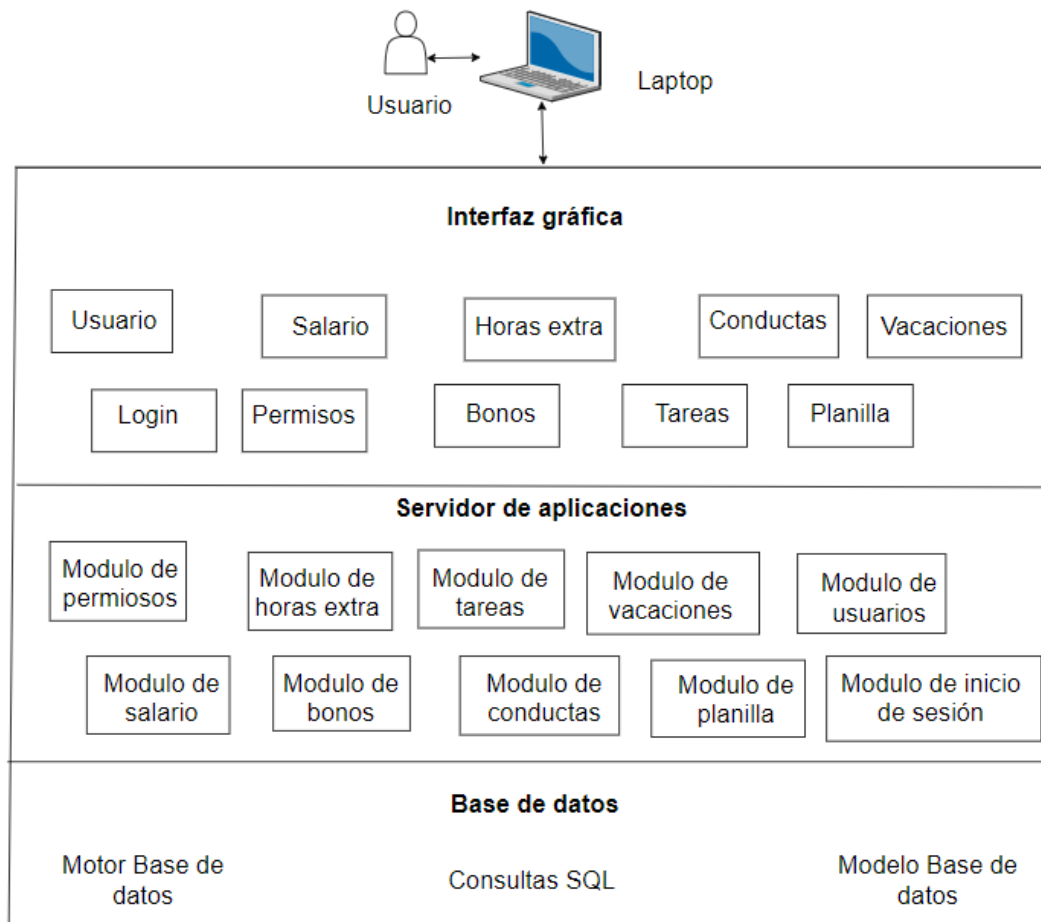 Usuario
Laptop
Interfaz gráfica
Usuario
Salario
Horas extra
Conductas
Vacaciones
Login
Permisos
Bonos
Tareas
Planilla
Servidor de aplicaciones
Modulo de
permiosos
Modulo de
horas extra
Modulo de
tareas
Modulo de
vacaciones
Modulo de
usuarios
Modulo de
salario
Modulo de
bonos
Modulo de
conductas
Modulo de
planilla
Modulo de inicio
de sesión
Base de datos
Motor Base de
datos
Consultas SQL
Modelo Base de
datos